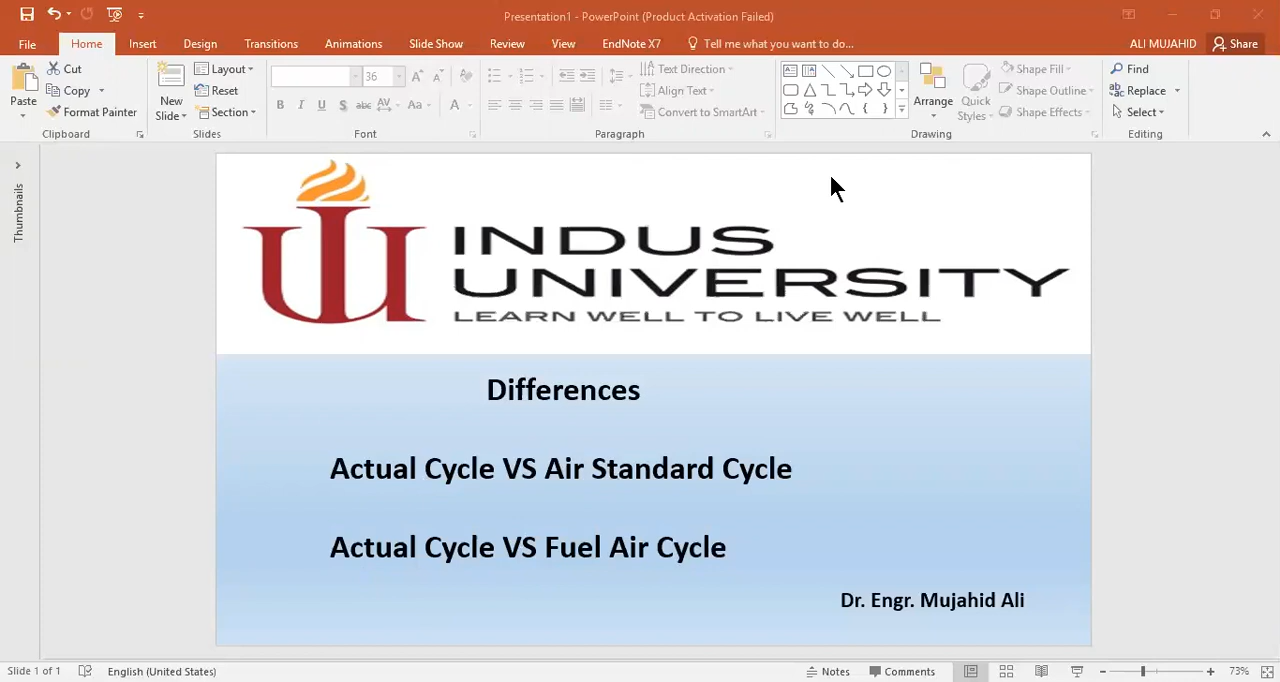 Presentation1 - PowerPoint (Product Activation Failed)
File Home Insert Design Transitions Animations Slide Show Review View EndNote X7 Tell me what you want to do... ALI MUJAHID Share
Paste
Cut
Copy
Format Painter
Clipboard
New Slide
Layout
Reset
Section
Slides
36
B I U S abc AV Aa A
Font
Text Direction
Align Text
Convert to SmartArt
Paragraph
Arrange
Quick Styles
Shape Fill
Shape Outline
Shape Effects
Drawing
Find
Replace
Select
Editing
Thumbnails
INDUS
UNIVERSITY
LEARN WELL TO LIVE WELL
Differences
Actual Cycle VS Air Standard Cycle
Actual Cycle VS Fuel Air Cycle
Dr. Engr. Mujahid Ali
Slide 1 of 1 English (United States) Notes Comments 73%